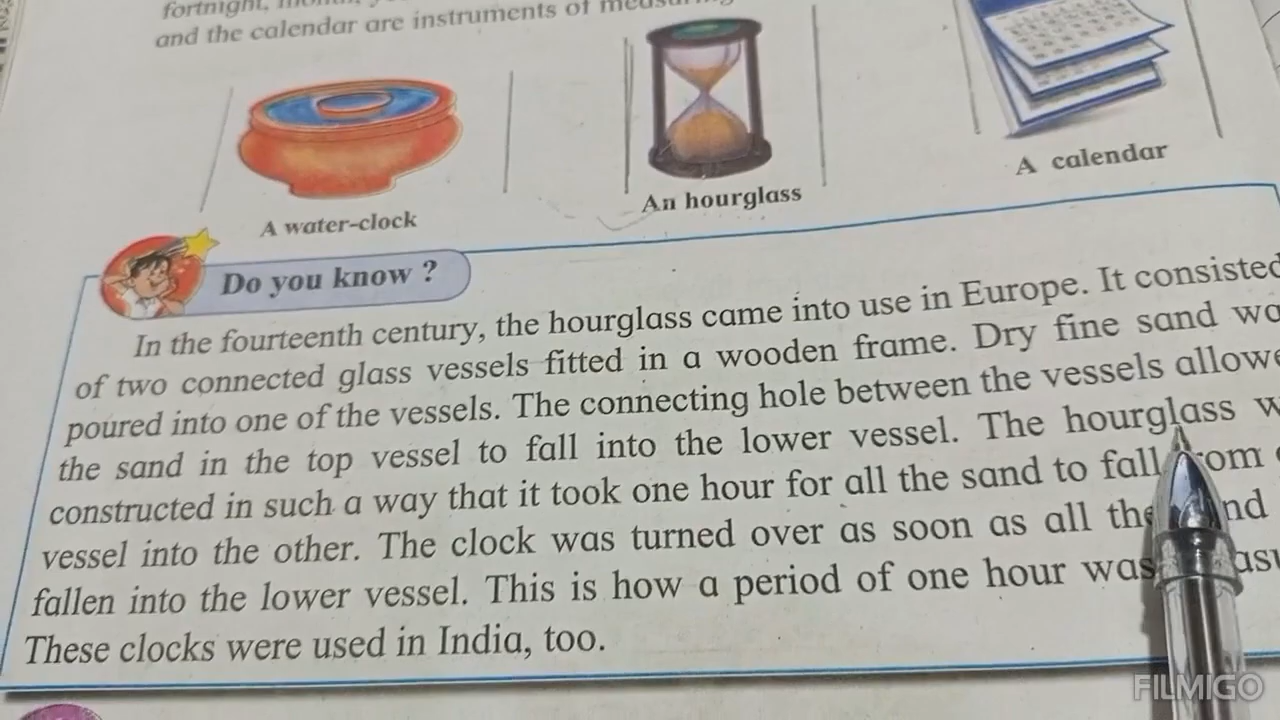 and the calendar are instruments of
A water-clock
An hourglass
A calendar
Do you know ?
In the fourteenth century, the hourglass came into use in Europe. It consisted
of two connected glass vessels fitted in a wooden frame. Dry fine sand
poured into one of the vessels. The connecting hole between the vessels
the sand in the top vessel to fall into the lower vessel. The hourglass
constructed in such a way that it took one hour for all the sand to fall
vessel into the other. The clock was turned over as soon as all
fallen into the lower vessel. This is how a period of one hour was
These clocks were used in India, too.
FILMIGO